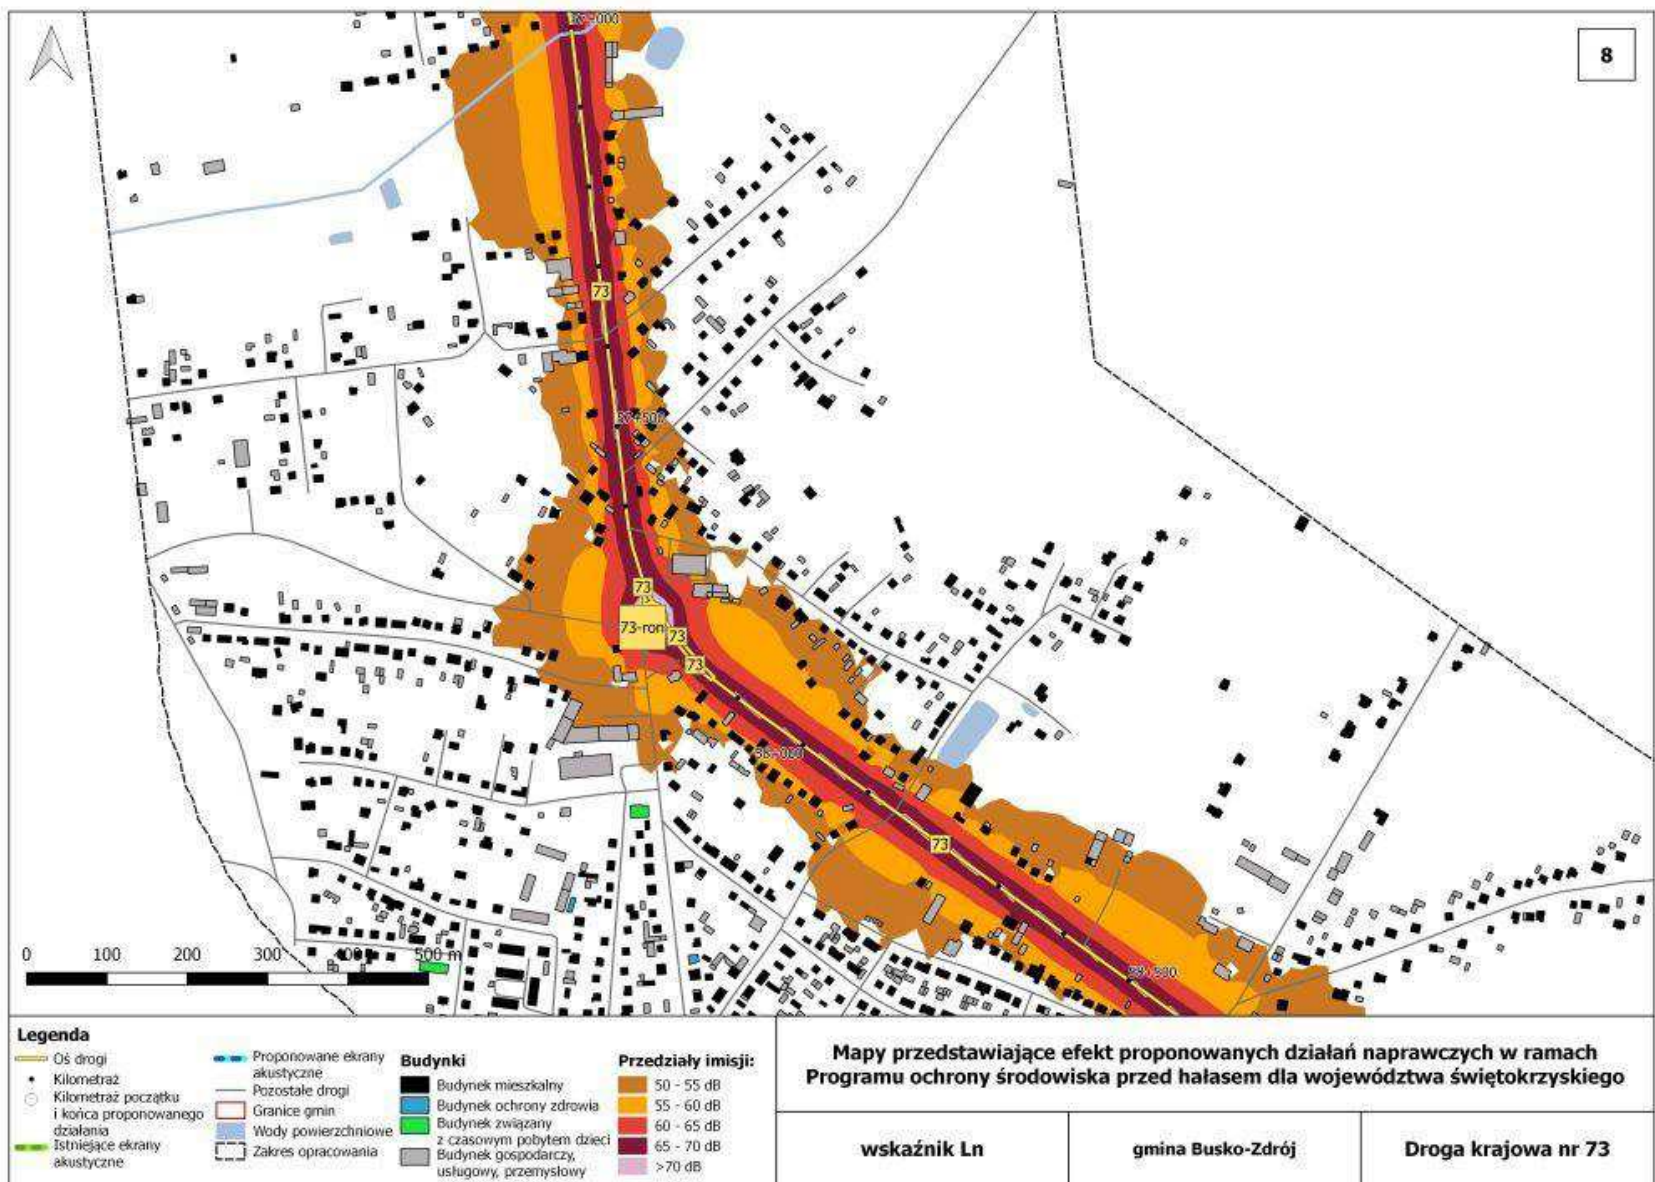 8
73
57+500
73
73-ron
73
73
73
0 100 200 300 400 500 m
Legenda
Oś drogi
Kilometraż
Kilometraż początku
i końca proponowanego
działania
Istniejące ekrany
akustyczne
Proponowane ekrany
akustyczne
Pozostałe drogi
Granice gmin
Wody powierzchniowe
Zakres opracowania
Budynki
Budynek mieszkalny
Budynek ochrony zdrowia
Budynek związany
z czasowym pobytem dzieci
Budynek gospodarczy,
usługowy, przemysłowy
Przedziały imisji:
50 - 55 dB
55 - 60 dB
60 - 65 dB
65 - 70 dB
>70 dB
Mapy przedstawiające efekt proponowanych działań naprawczych w ramach
Programu ochrony środowiska przed hałasem dla województwa świętokrzyskiego
wskaźnik Ln
gmina Busko-Zdrój
Droga krajowa nr 73